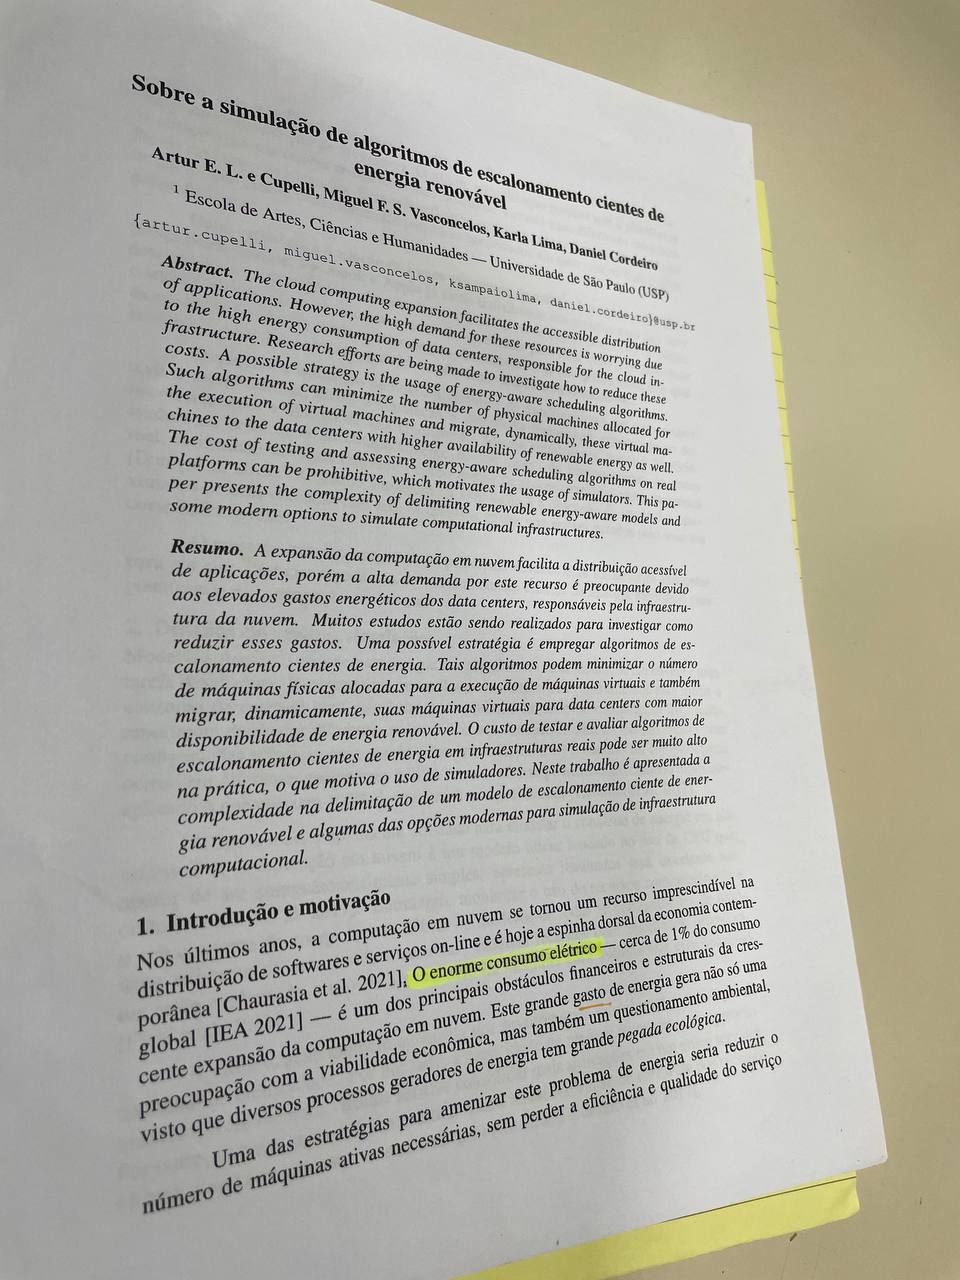 Sobre a simulação de algoritmos de escalonamento cientes de
energia renovável
Artur E. L. e Cupelli, Miguel F. S. Vasconcelos, Karla Lima, Daniel Cordeiro
1 Escola de Artes, Ciências e Humanidades — Universidade de São Paulo (USP)
{artur.cupelli, miguel.vasconcelos, ksampaiolima, daniel.cordeiro}@usp.br
Abstract. The cloud computing expansion facilitates the accessible distribution
of applications. However, the high demand for these resources is worrying due
to the high energy consumption of data centers, responsible for the cloud in-
frastructure. Research efforts are being made to investigate how to reduce these
costs. A possible strategy is the usage of energy-aware scheduling algorithms.
Such algorithms can minimize the number of physical machines allocated for
the execution of virtual machines and migrate, dynamically, these virtual ma-
chines to the data centers with higher availability of renewable energy as well.
The cost of testing and assessing energy-aware scheduling algorithms on real
platforms can be prohibitive, which motivates the usage of simulators. This pa-
per presents the complexity of delimiting renewable energy-aware models and
some modern options to simulate computational infrastructures.
Resumo. A expansão da computação em nuvem facilita a distribuição acessível
de aplicações, porém a alta demanda por este recurso é preocupante devido
aos elevados gastos energéticos dos data centers, responsáveis pela infraestru-
tura da nuvem. Muitos estudos estão sendo realizados para investigar como
reduzir esses gastos. Uma possível estratégia é empregar algoritmos de es-
calonamento cientes de energia. Tais algoritmos podem minimizar o número
de máquinas físicas alocadas para a execução de máquinas virtuais e também
migrar, dinamicamente, suas máquinas virtuais para data centers com maior
disponibilidade de energia renovável. O custo de testar e avaliar algoritmos de
escalonamento cientes de energia em infraestruturas reais pode ser muito alto
na prática, o que motiva o uso de simuladores. Neste trabalho é apresentada a
complexidade na delimitação de um modelo de escalonamento ciente de ener-
gia renovável e algumas das opções modernas para simulação de infraestrutura
computacional.
1. Introdução e motivação
Nos últimos anos, a computação em nuvem se tornou um recurso imprescindível na
distribuição de softwares e serviços on-line e é hoje a espinha dorsal da economia contem-
porânea [Chaurasia et al. 2021]. O enorme consumo elétrico — cerca de 1% do consumo
global [IEA 2021] — é um dos principais obstáculos financeiros e estruturais da cres-
cente expansão da computação em nuvem. Este grande gasto de energia gera não só uma
preocupação com a viabilidade econômica, mas também um questionamento ambiental,
visto que diversos processos geradores de energia tem grande pegada ecológica.
Uma das estratégias para amenizar este problema de energia seria reduzir o
número de máquinas ativas necessárias, sem perder a eficiência e qualidade do serviço